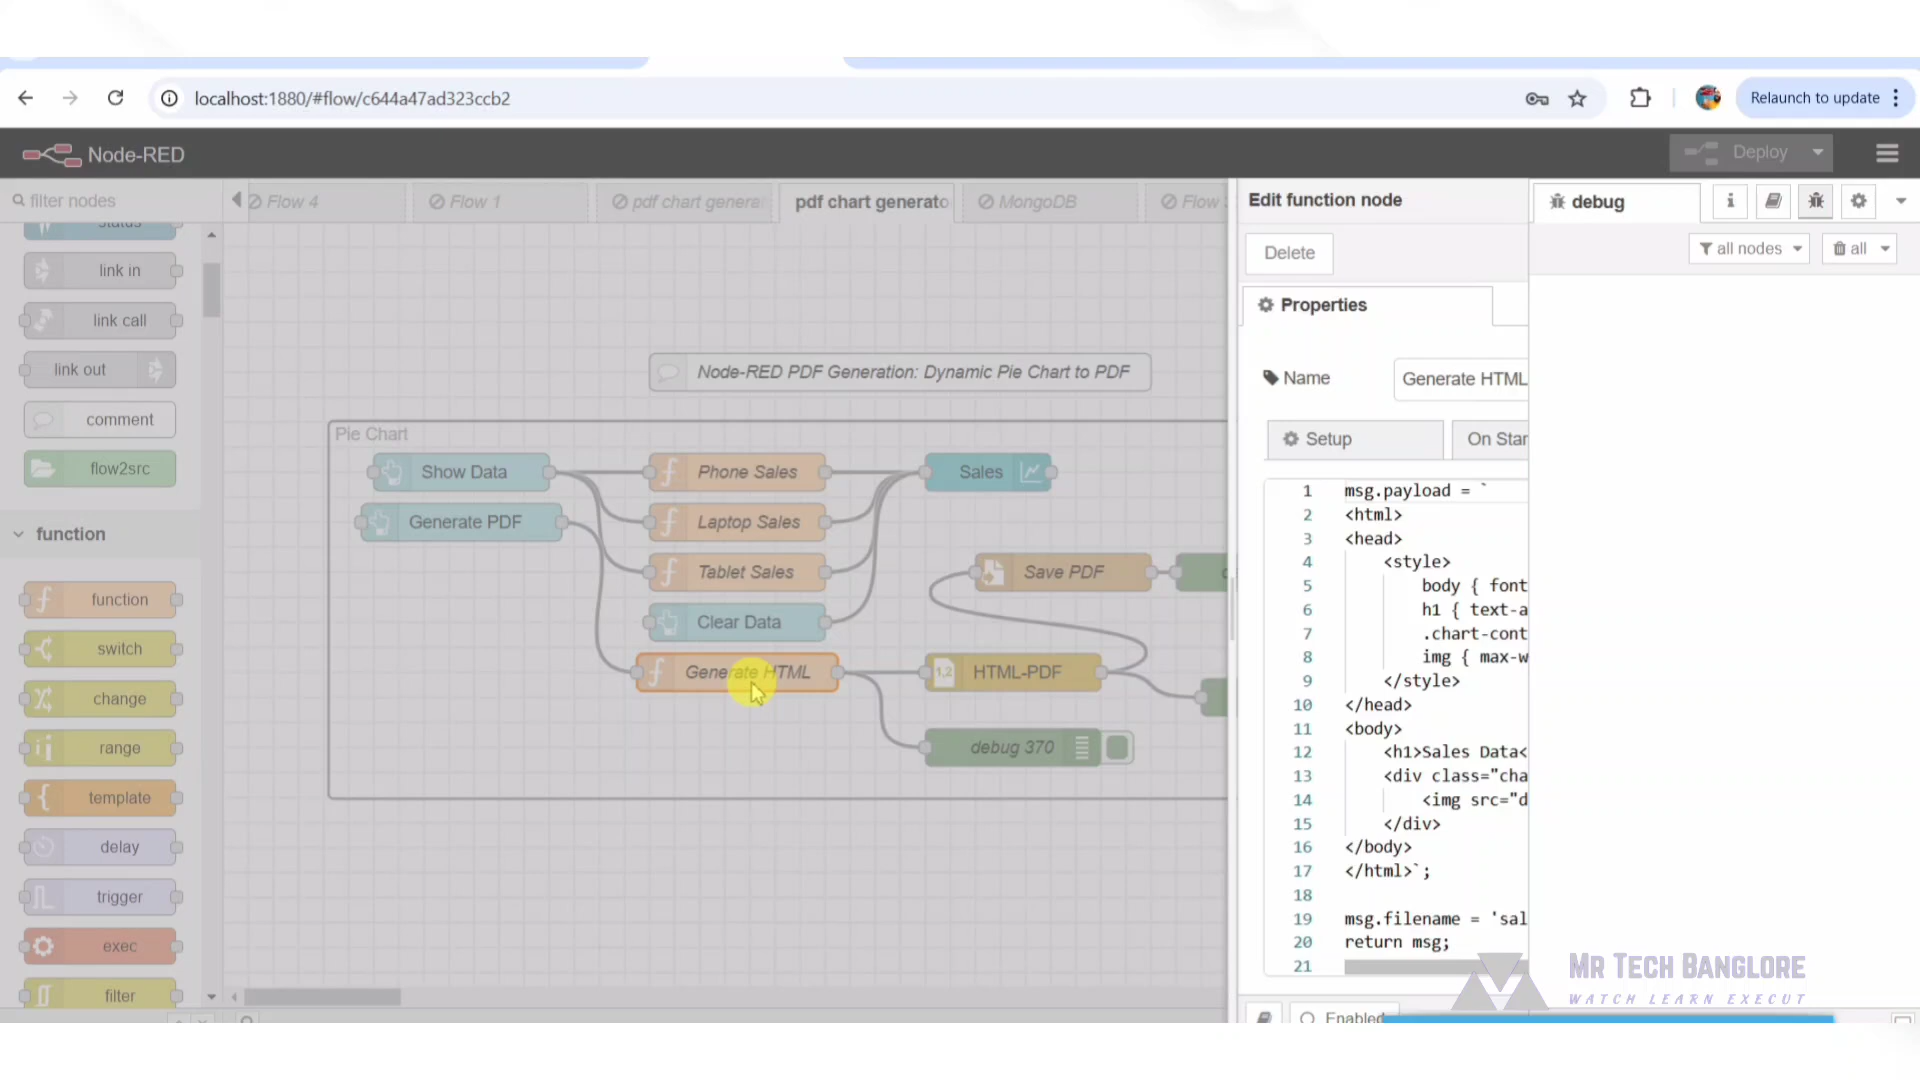 localhost:1880/#flow/c644a47ad323ccb2
Relaunch to update
Node-RED
Deploy
filter nodes
Flow 4
Flow 1
pdf chart genera
pdf chart generato
MongoDB
Flow
Edit function node
debug
Delete
all nodes
all
status
link in
link call
link out
comment
flow2src
function
function
switch
change
range
template
delay
trigger
exec
filter
Node-RED PDF Generation: Dynamic Pie Chart to PDF
Pie Chart
Show Data
Phone Sales
Sales
Generate PDF
Laptop Sales
Tablet Sales
Save PDF
Clear Data
Generate HTML
1,2
HTML-PDF
debug 370
Properties
Name
Generate HTML
Setup
On Star
1 msg.payload = `
2 <html>
3 <head>
4 <style>
5 body { font
6 h1 { text-a
7 .chart-cont
8 img { max-w
9 </style>
10 </head>
11 <body>
12 <h1>Sales Data<
13 <div class="cha
14 <img src="d
15 </div>
16 </body>
17 </html>`;
18
19 msg.filename = 'sal
20 return msg;
21
Enabled
Mr Tech Banglore
WATCH LEARN EXECUT